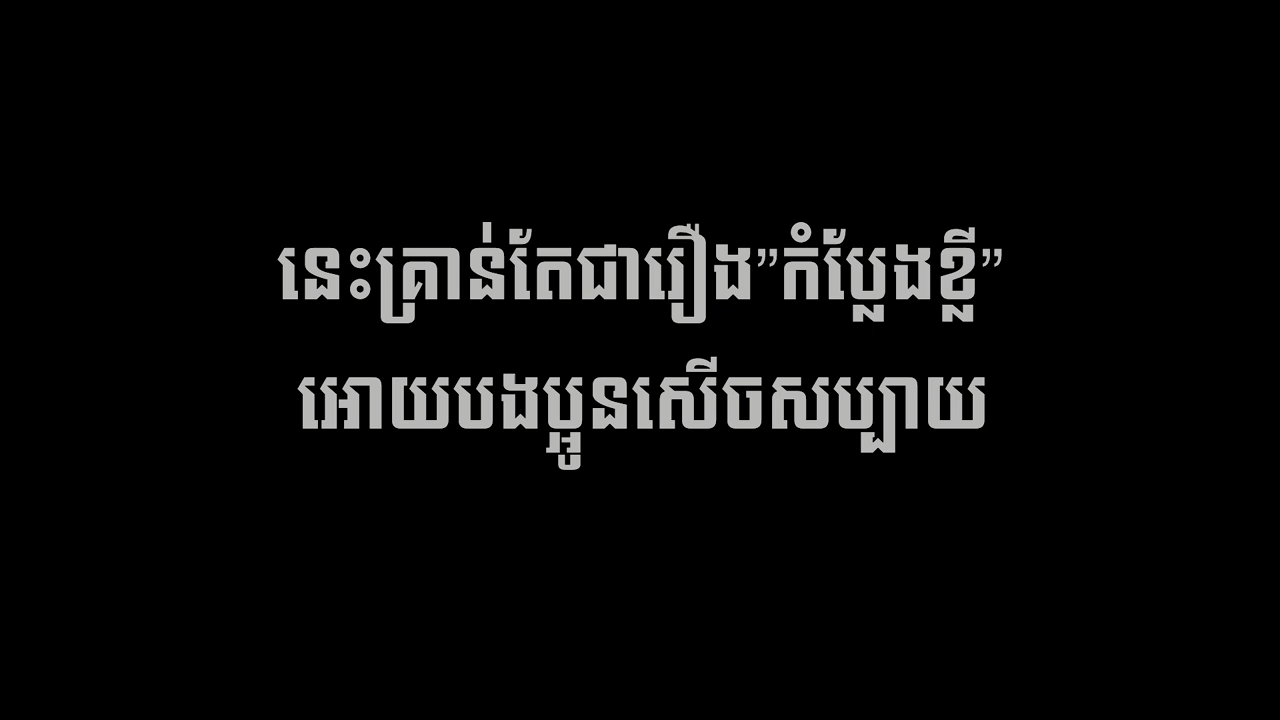 នេះគ្រាន់តែជារឿង”កំប្លែងខ្លី”
អោយបងប្អូនសើចសប្បាយ